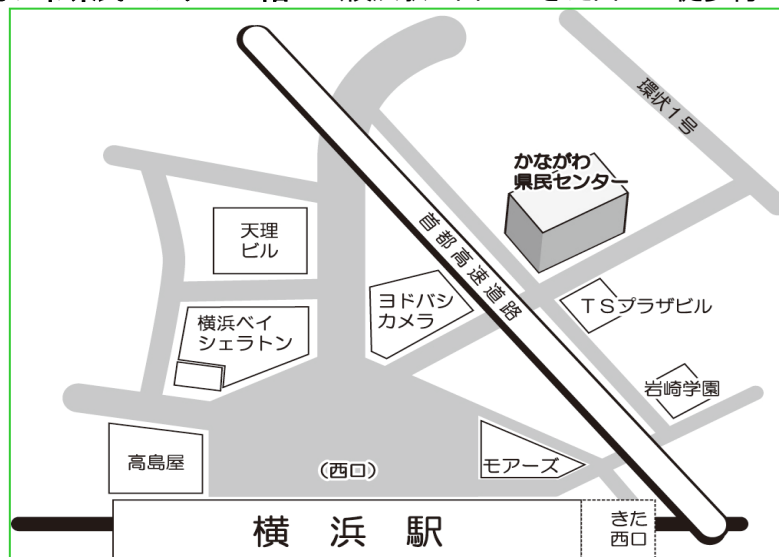 環状1号
かながわ
県民センター
天理
ビル
首都高速道路
ヨドバシ
カメラ
TSプラザビル
横浜ベイ
シェラトン
岩崎学園
高島屋
(西口)
モアーズ
横浜駅
きた
西口